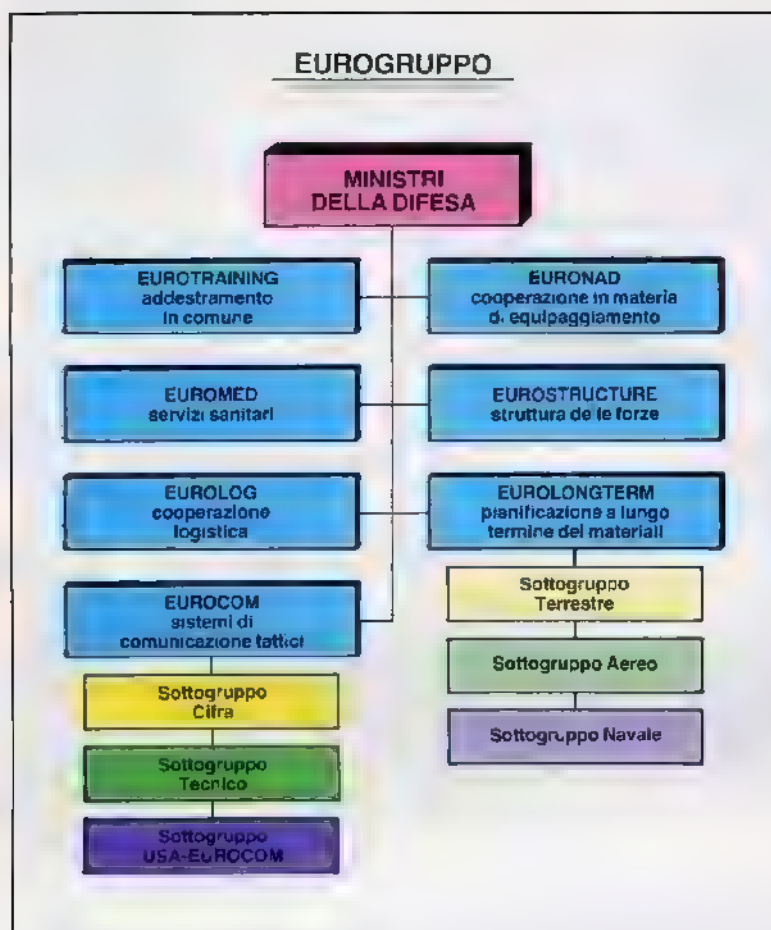 EUROGRUPPO
MINISTRI
DELLA DIFESA
EUROTRAINING
addestramento
in comune
EURONAD
cooperazione in materia
di equipaggiamento
EUROMED
servizi sanitari
EUROSTRUCTURE
struttura delle forze
EUROLOG
cooperazione
logistica
EUROLONGTERM
pianificazione a lungo
termine dei materiali
EUROCOM
sistemi di
comunicazione tattici
Sottogruppo
Terrestre
Sottogruppo Aereo
Sottogruppo Navale
Sottogruppo
Cifra
Sottogruppo
Tecnico
Sottogruppo
USA-EUROCOM